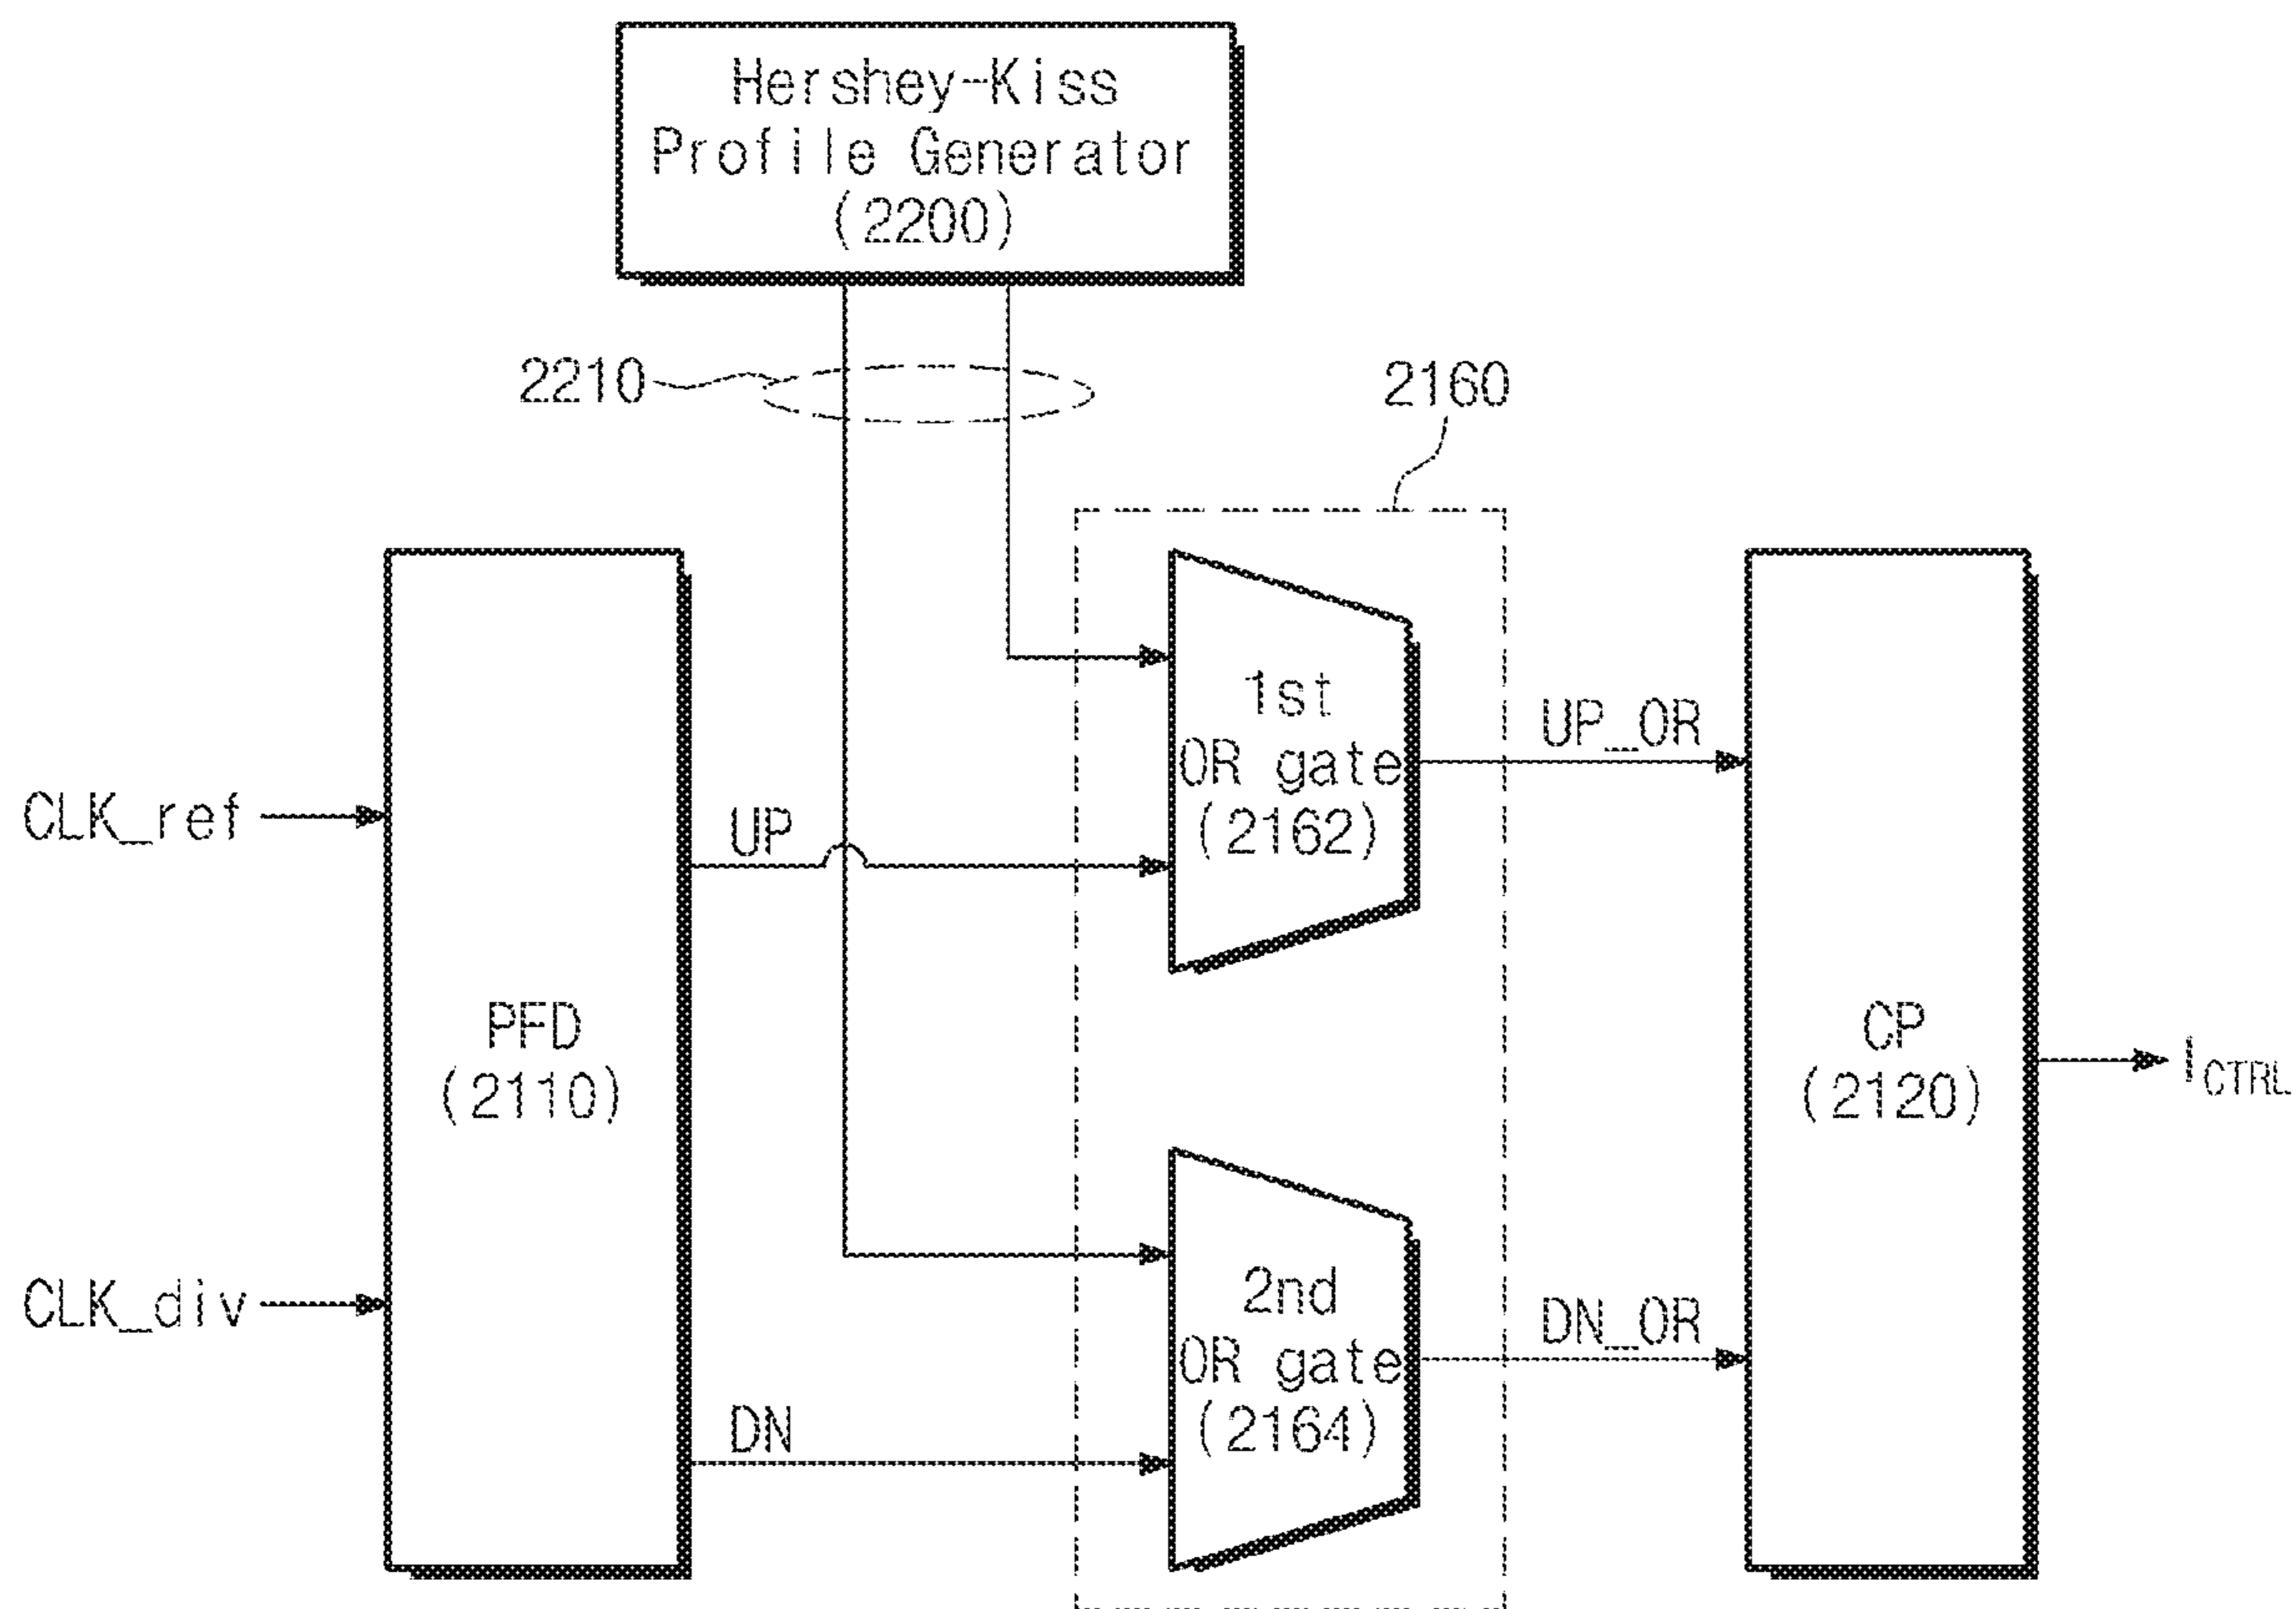 Hershey-Kiss
Profile Generator
(2200)
2210
2160
1st
OR gate
(2162)
UP_OR
CLK_ref
UP
PFD
(2110)
CP
(2120)
I_CTRL
2nd
OR gate
(2164)
DN_OR
CLK_div
DN